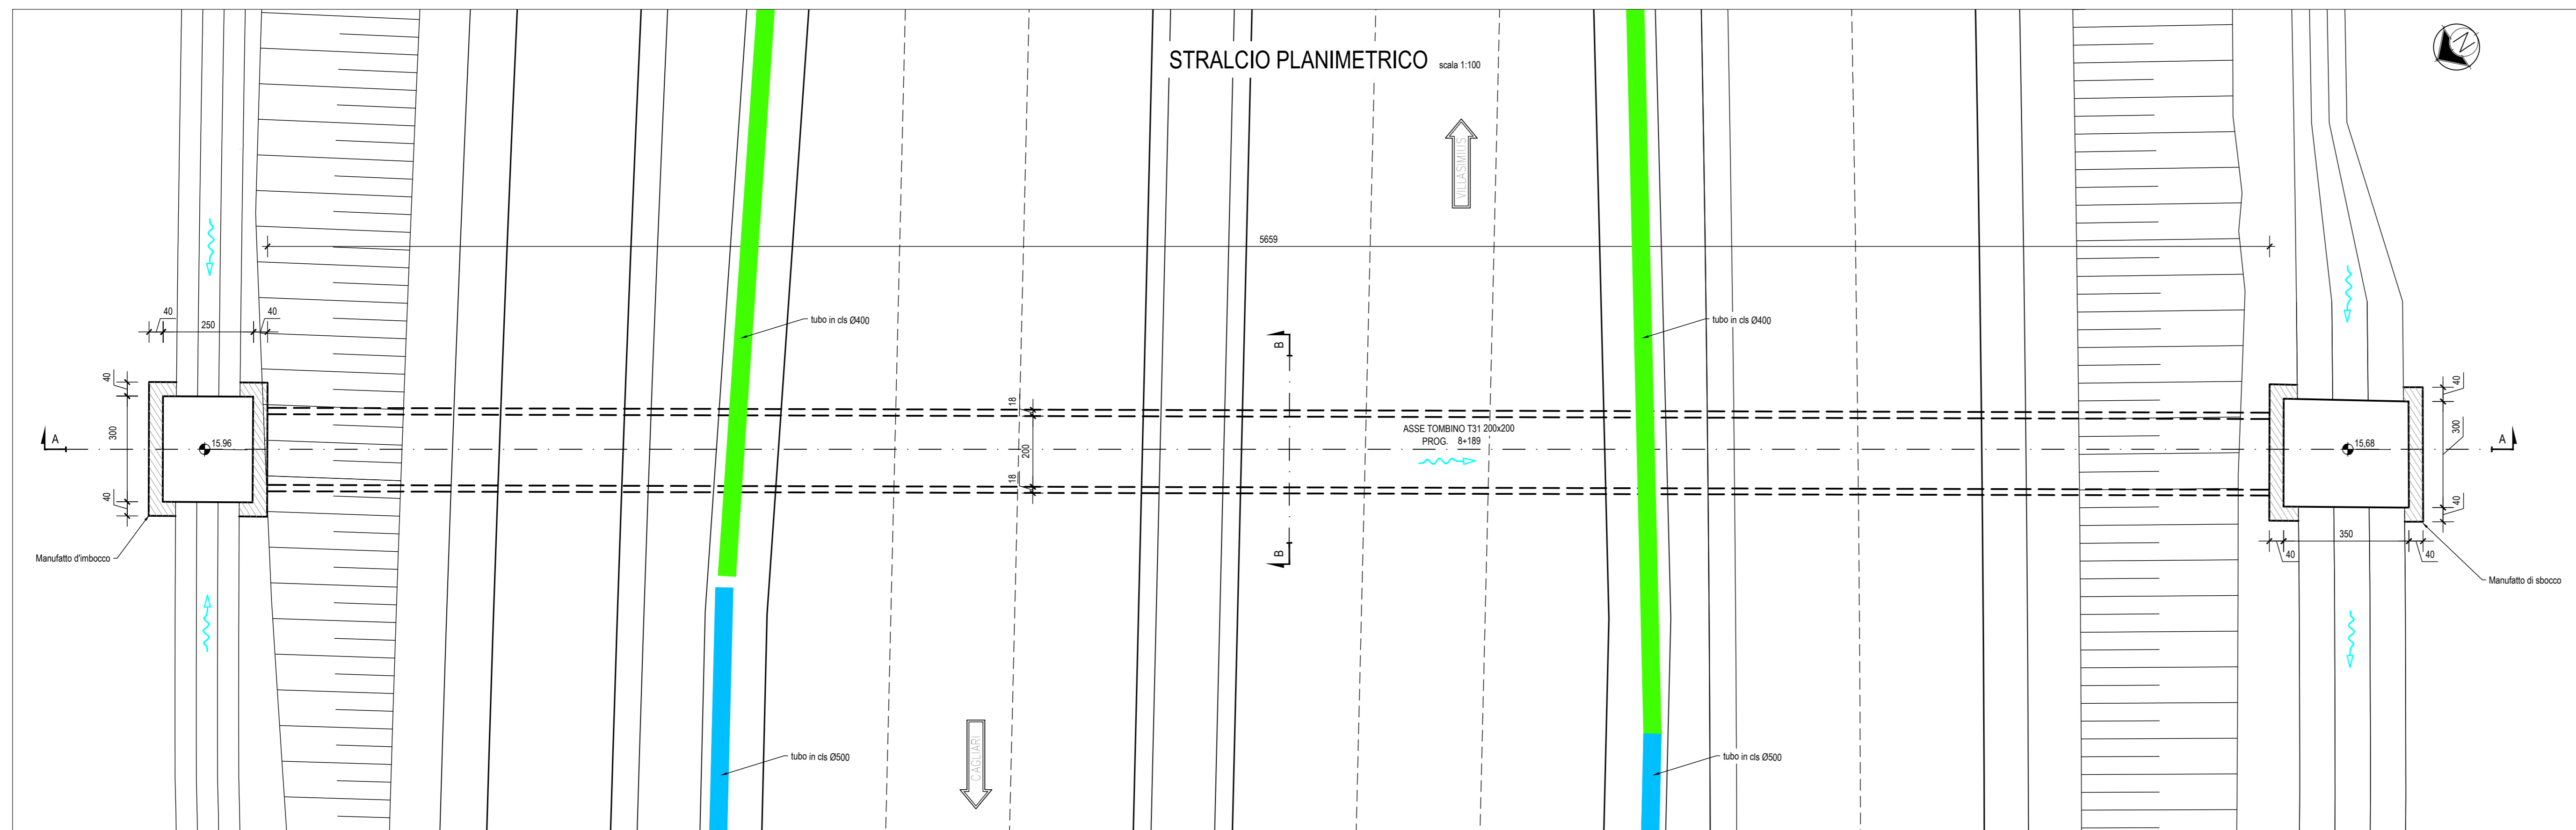 STRALCIO PLANIMETRICO scala 1:100
N
VILLASIMIUS
5659
40
250
40
tubo in cls Ø400
tubo in cls Ø400
B
40
300
40
A
15.96
18
200
18
ASSE TOMBINO T31 200x200
PROG. 8+189
15,68
A
40
300
40
B
40
350
40
Manufatto d'imbocco
Manufatto di sbocco
tubo in cls Ø500
CAGLIARI
tubo in cls Ø500